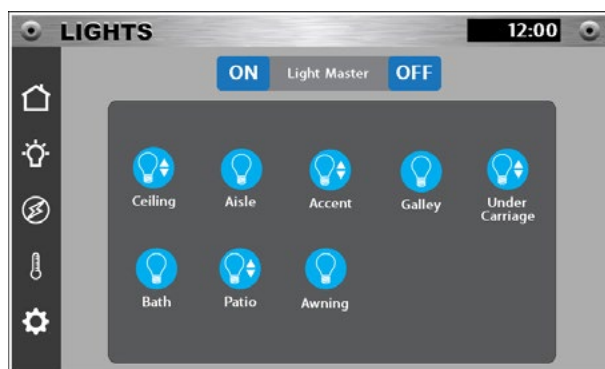 LIGHTS 12:00
ON Light Master OFF
Ceiling Aisle Accent Galley Under Carriage
Bath Patio Awning